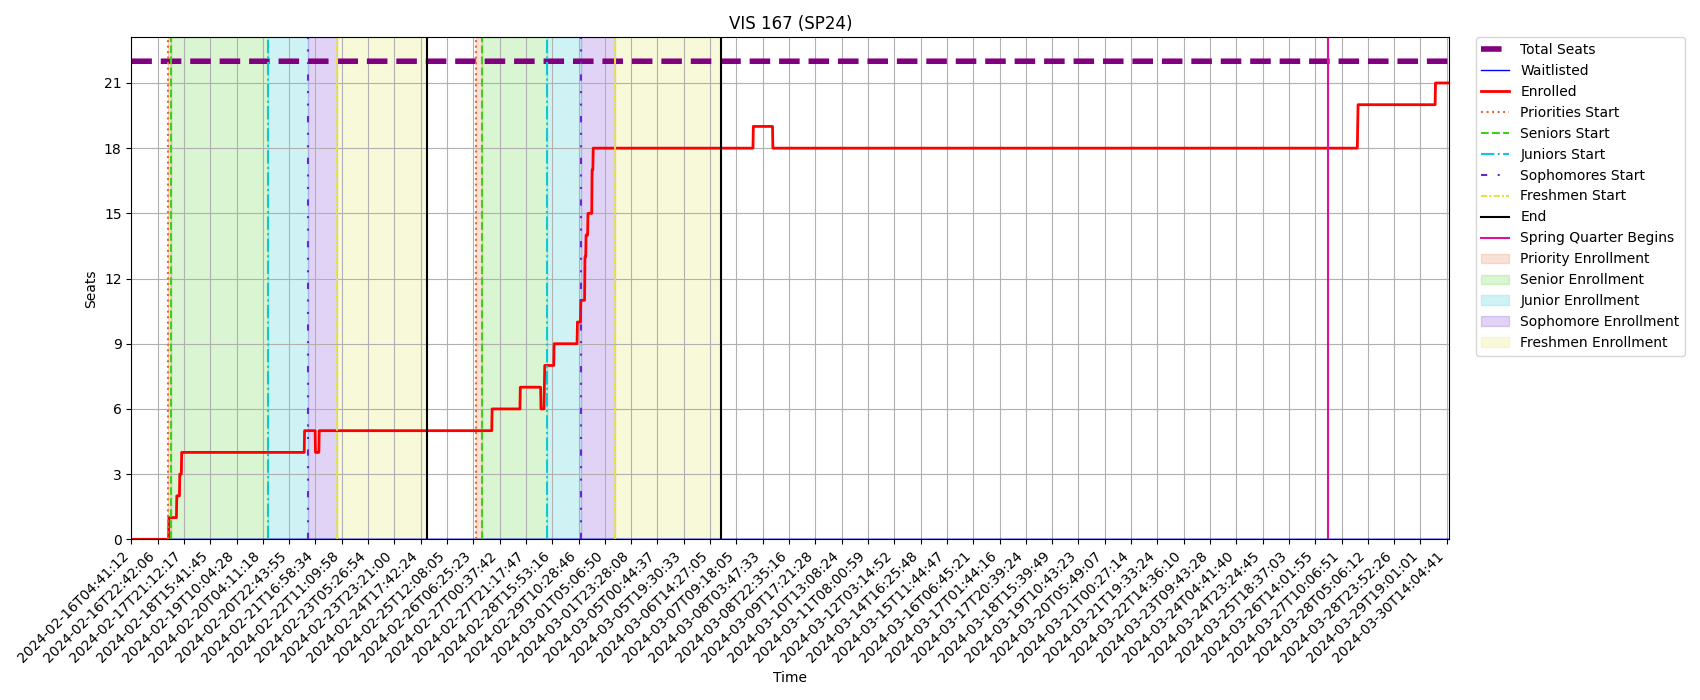 VIS 167 (SP24)
Seats
21
18
15
12
9
6
3
0
2024-02-16T04:41:12
2024-02-16T22:42:06
2024-02-17T21:12:17
2024-02-18T15:41:45
2024-02-19T10:04:28
2024-02-20T04:11:18
2024-02-20T22:43:55
2024-02-21T16:58:34
2024-02-22T11:09:58
2024-02-23T05:26:54
2024-02-23T23:21:00
2024-02-24T17:42:24
2024-02-25T12:08:05
2024-02-26T06:25:23
2024-02-27T00:37:42
2024-02-27T21:17:47
2024-02-28T15:53:16
2024-02-29T10:28:46
2024-03-01T05:06:50
2024-03-01T23:28:08
2024-03-05T00:44:37
2024-03-05T19:30:33
2024-03-06T14:27:05
2024-03-07T09:18:05
2024-03-08T03:47:33
2024-03-08T22:35:16
2024-03-09T17:21:28
2024-03-10T13:08:24
2024-03-11T08:00:59
2024-03-12T03:14:52
2024-03-14T16:25:48
2024-03-15T11:44:47
2024-03-16T06:45:21
2024-03-17T01:44:16
2024-03-17T20:39:24
2024-03-18T15:39:49
2024-03-19T10:43:23
2024-03-20T05:49:07
2024-03-21T00:27:14
2024-03-21T19:33:24
2024-03-22T14:36:10
2024-03-23T09:43:28
2024-03-24T04:41:40
2024-03-24T23:24:45
2024-03-25T18:37:03
2024-03-26T14:01:55
2024-03-27T10:06:51
2024-03-28T05:06:12
2024-03-28T23:52:26
2024-03-29T19:01:01
2024-03-30T14:04:41
Time
Total Seats
Waitlisted
Enrolled
Priorities Start
Seniors Start
Juniors Start
Sophomores Start
Freshmen Start
End
Spring Quarter Begins
Priority Enrollment
Senior Enrollment
Junior Enrollment
Sophomore Enrollment
Freshmen Enrollment